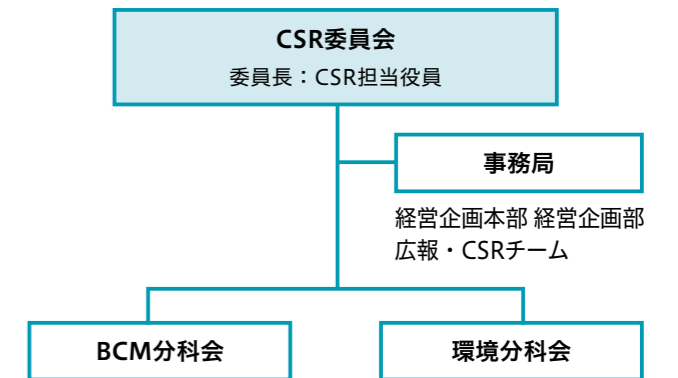 CSR委員会
委員長：CSR担当役員
事務局
経営企画本部 経営企画部
広報・CSRチーム
BCM分科会
環境分科会